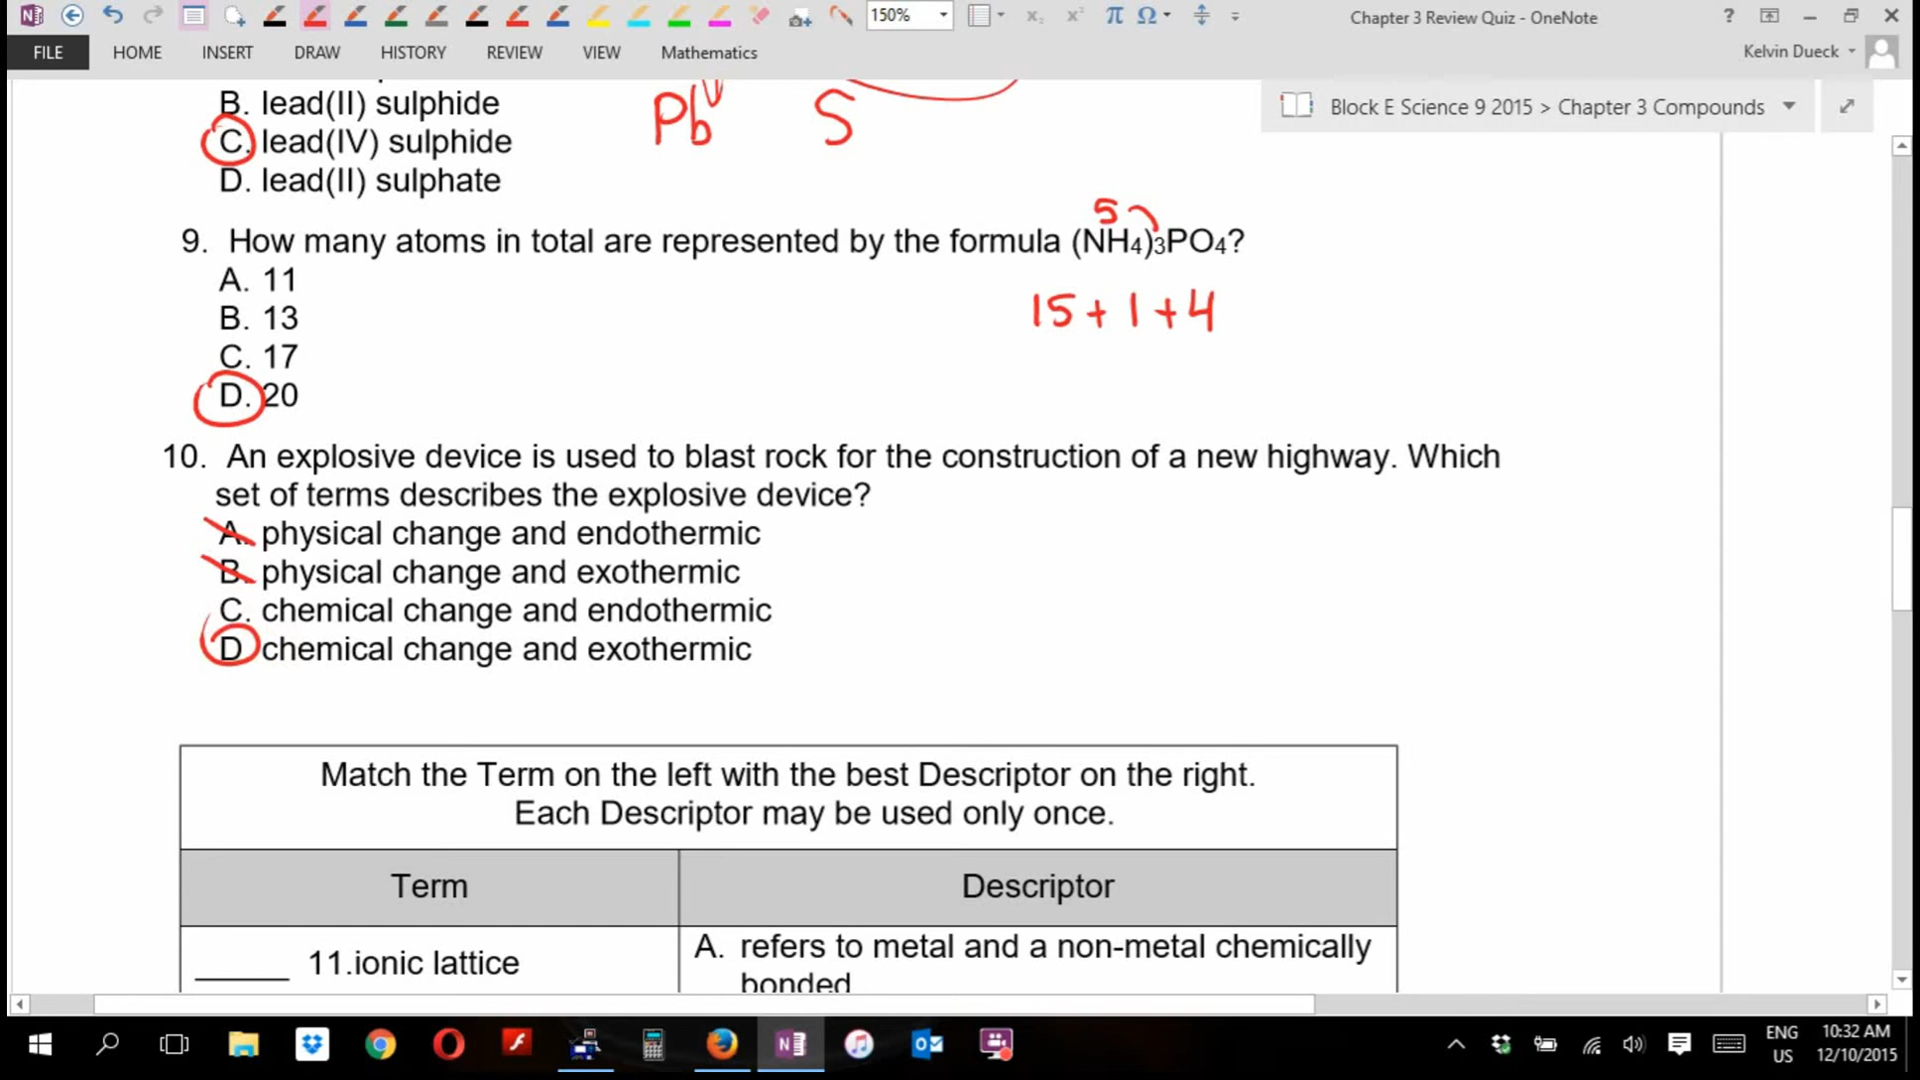 150%
Chapter 3 Review Quiz - OneNote
FILE HOME INSERT DRAW HISTORY REVIEW VIEW Mathematics
Kelvin Dueck
Block E Science 9 2015 > Chapter 3 Compounds
B. lead(II) sulphide
Pb S
C. lead(IV) sulphide
D. lead(II) sulphate
5
9. How many atoms in total are represented by the formula (NH4)3PO4?
A. 11
15 + 1 + 4
B. 13
C. 17
D. 20
10. An explosive device is used to blast rock for the construction of a new highway. Which
set of terms describes the explosive device?
A. physical change and endothermic
B. physical change and exothermic
C. chemical change and endothermic
D chemical change and exothermic
Match the Term on the left with the best Descriptor on the right.
Each Descriptor may be used only once.
Term Descriptor
_____ 11.ionic lattice
A. refers to metal and a non-metal chemically
bonded
ENG 10:32 AM
US 12/10/2015